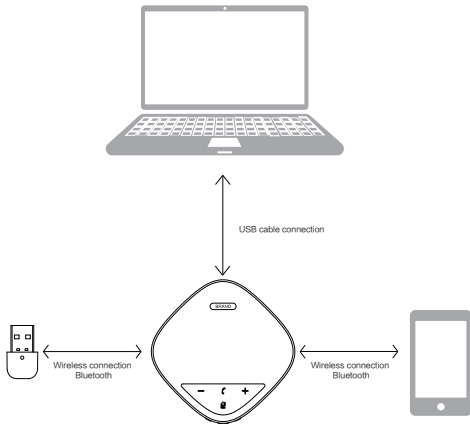 USB cable connection
BRAND
Wireless connection
Bluetooth
Wireless connection
Bluetooth